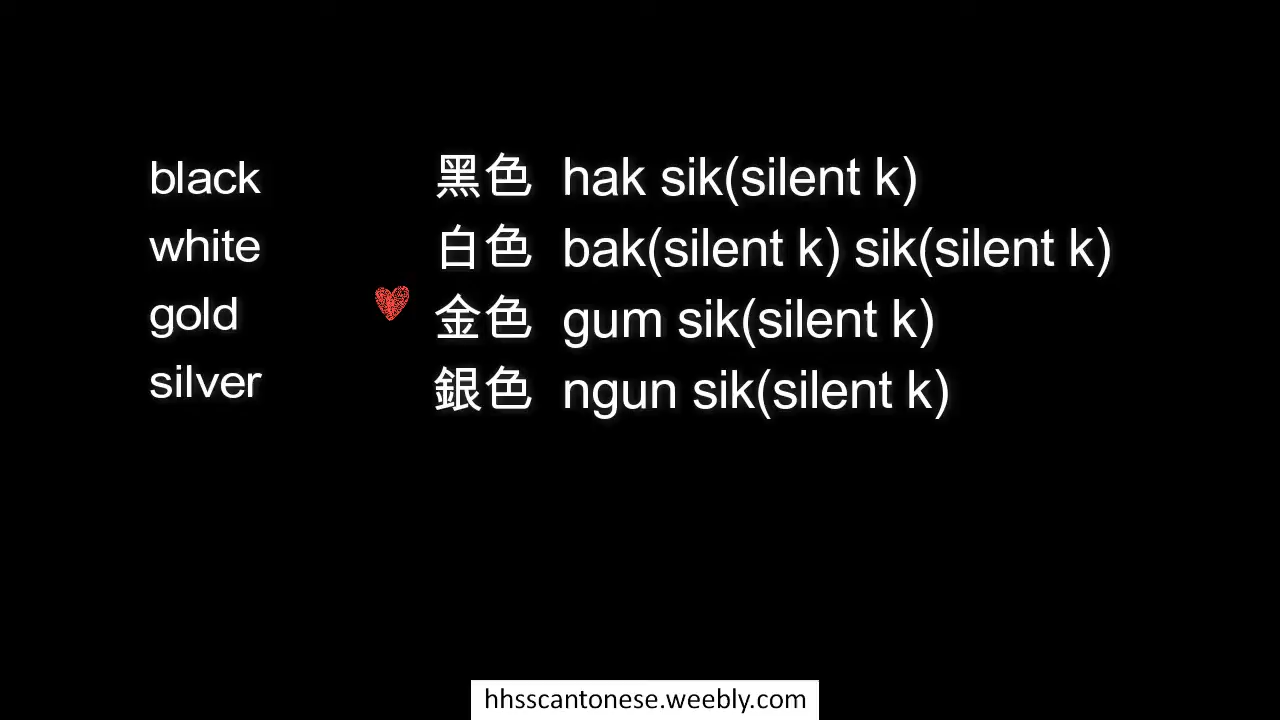 black 黑色 hak sik(silent k)
white 白色 bak(silent k) sik(silent k)
gold 金色 gum sik(silent k)
silver 銀色 ngun sik(silent k)
hhsscantonese.weebly.com